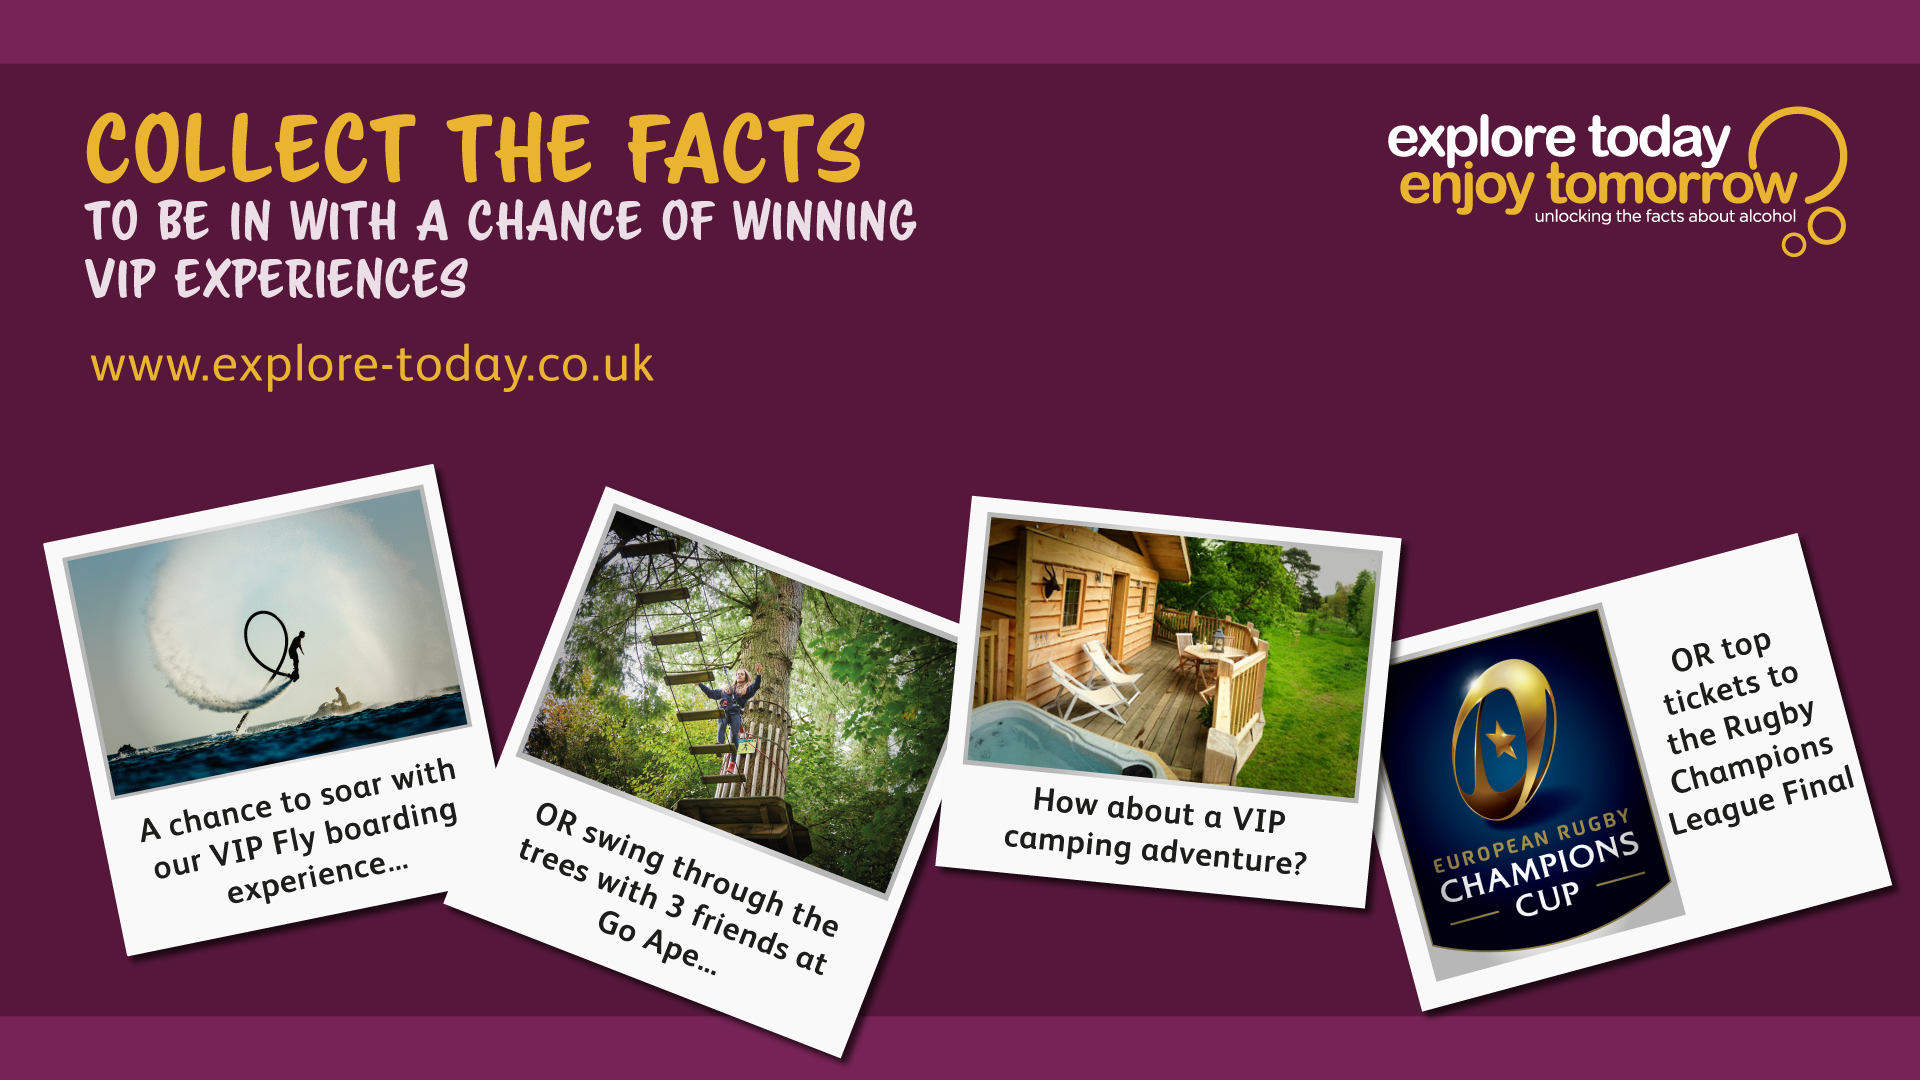 COLLECT THE FACTS
TO BE IN WITH A CHANCE OF WINNING
VIP EXPERIENCES
www.explore-today.co.uk
explore today
enjoy tomorrow
unlocking the facts about alcohol
A chance to soar with
our VIP Fly boarding
experience...
OR swing through the
trees with 3 friends at
Go Ape...
How about a VIP
camping adventure?
EUROPEAN RUGBY
CHAMPIONS
CUP
OR top
tickets to
the Rugby
Champions
League Final